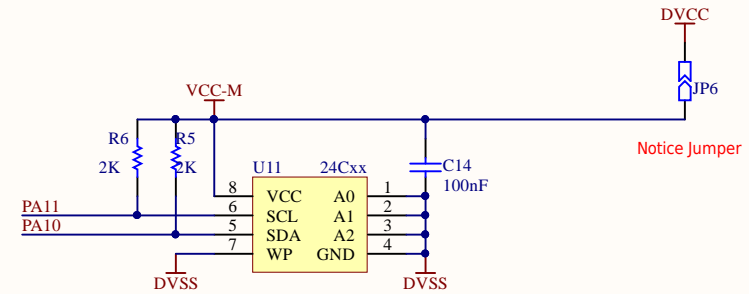 DVCC
JP6
VCC-M
Notice Jumper
R6
R5
2K
2K
U11
24Cxx
C14
100nF
PA11
PA10
8
VCC
A0
1
6
SCL
A1
2
5
SDA
A2
3
7
WP
GND
4
DVSS
DVSS